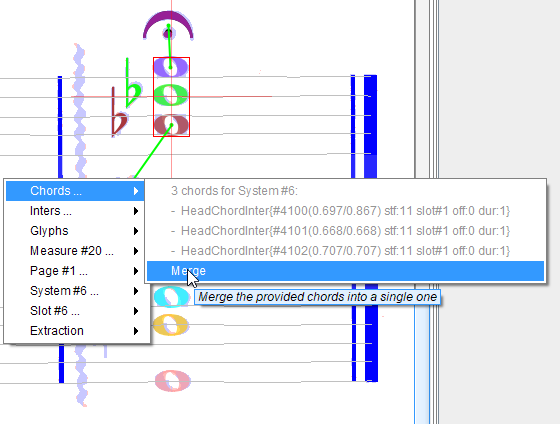 Chords ...
Inters ...
Glyphs
Measure #20 ...
Page #1 ...
System #6 ...
Slot #6 ...
Extraction
3 chords for System #6:
- HeadChordInter{#4100(0.697/0.867) stf:11 slot#1 off:0 dur:1}
- HeadChordInter{#4101(0.668/0.668) stf:11 slot#1 off:0 dur:1}
- HeadChordInter{#4102(0.707/0.707) stf:11 slot#1 off:0 dur:1}
Merge
Merge the provided chords into a single one